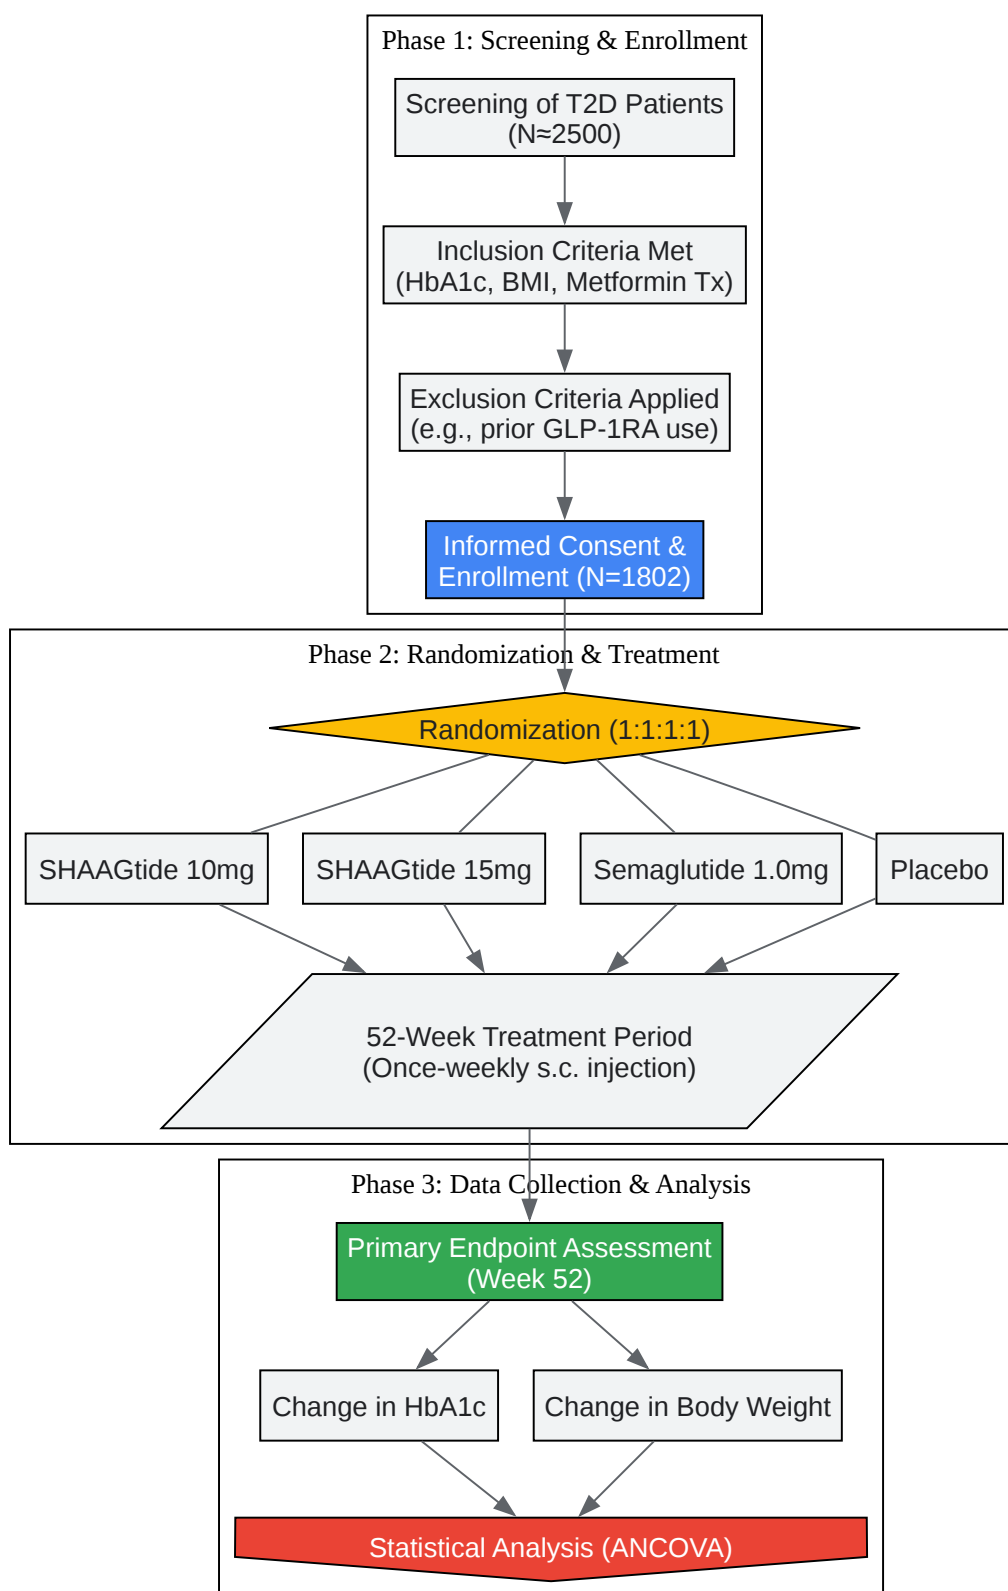 Phase 1: Screening & Enrollment
Screening of T2D Patients
(N≈2500)
Inclusion Criteria Met
(HbA1c, BMI, Metformin Tx)
Exclusion Criteria Applied
(e.g., prior GLP-1RA use)
Informed Consent &
Enrollment (N=1802)
Phase 2: Randomization & Treatment
Randomization (1:1:1:1)
SHAAGtide 10mg
SHAAGtide 15mg
Semaglutide 1.0mg
Placebo
52-Week Treatment Period
(Once-weekly s.c. injection)
Phase 3: Data Collection & Analysis
Primary Endpoint Assessment
(Week 52)
Change in HbA1c
Change in Body Weight
Statistical Analysis (ANCOVA)